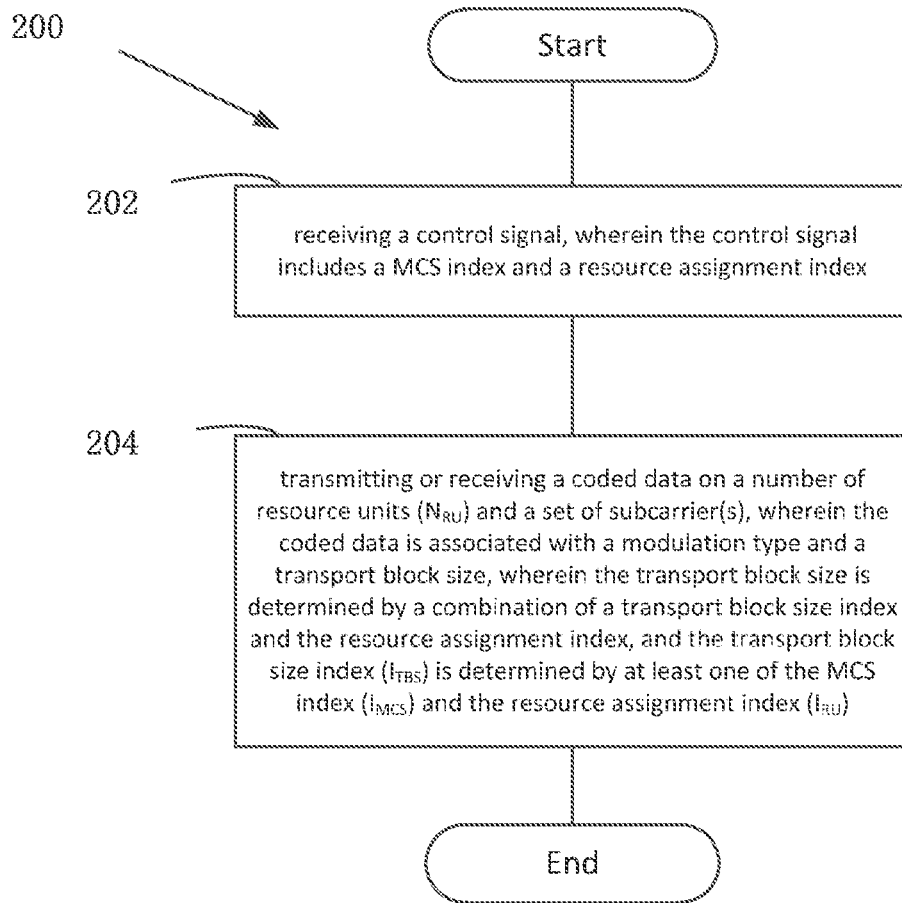 200
Start
202
receiving a control signal, wherein the control signal
includes a MCS index and a resource assignment index
204
transmitting or receiving a coded data on a number of
resource units (NRU) and a set of subcarrier(s), wherein the
coded data is associated with a modulation type and a
transport block size, wherein the transport block size is
determined by a combination of a transport block size index
and the resource assignment index, and the transport block
size index (ITBS) is determined by at least one of the MCS
index (IMCS) and the resource assignment index (IRU)
End